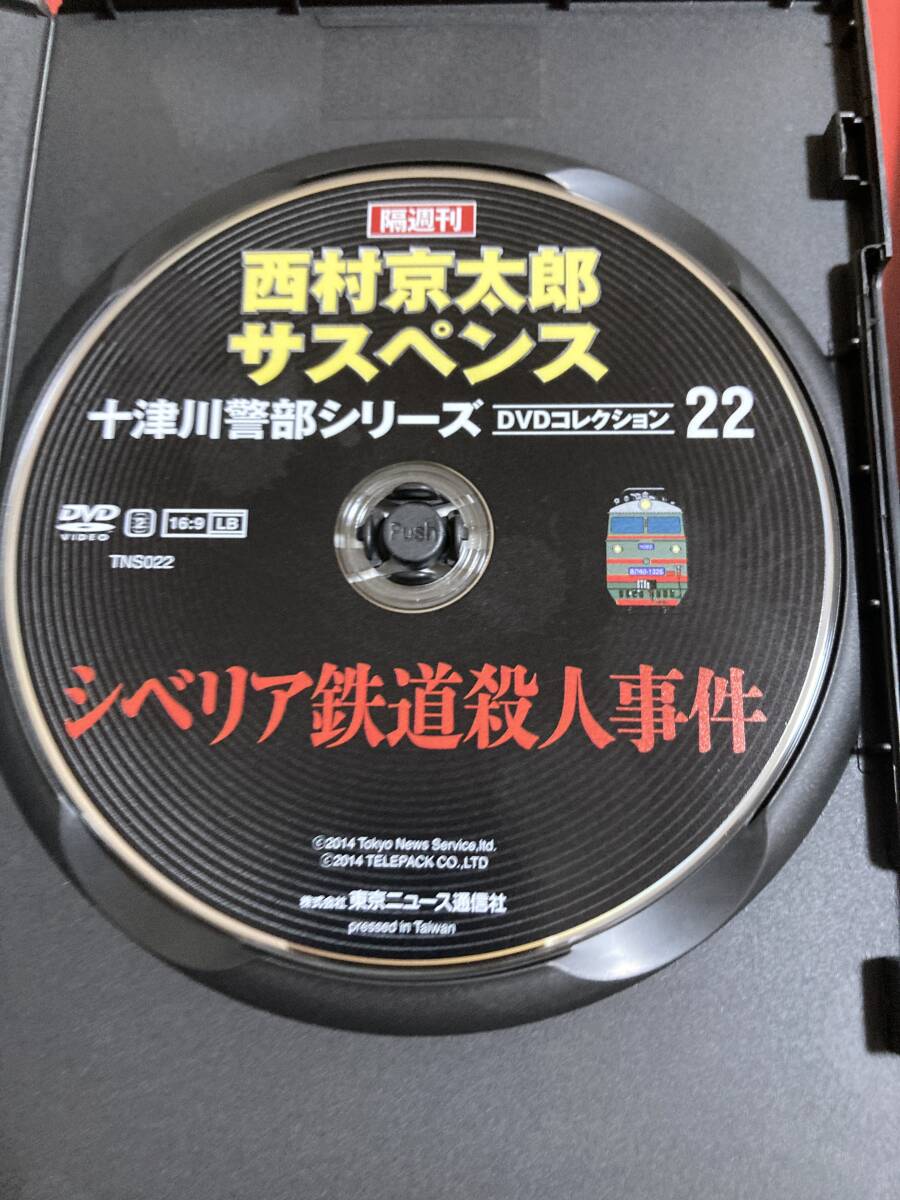 隔週刊
西村京太郎
サスペンス
十津川警部シリーズ DVDコレクション 22
DVD VIDEO 2 16:9 LB
TNS022
Push
シベリア鉄道殺人事件
©2014 Tokyo News Service,ltd.
©2014 TELEPACK CO.,LTD
株式会社 東京ニュース通信社
pressed in Taiwan